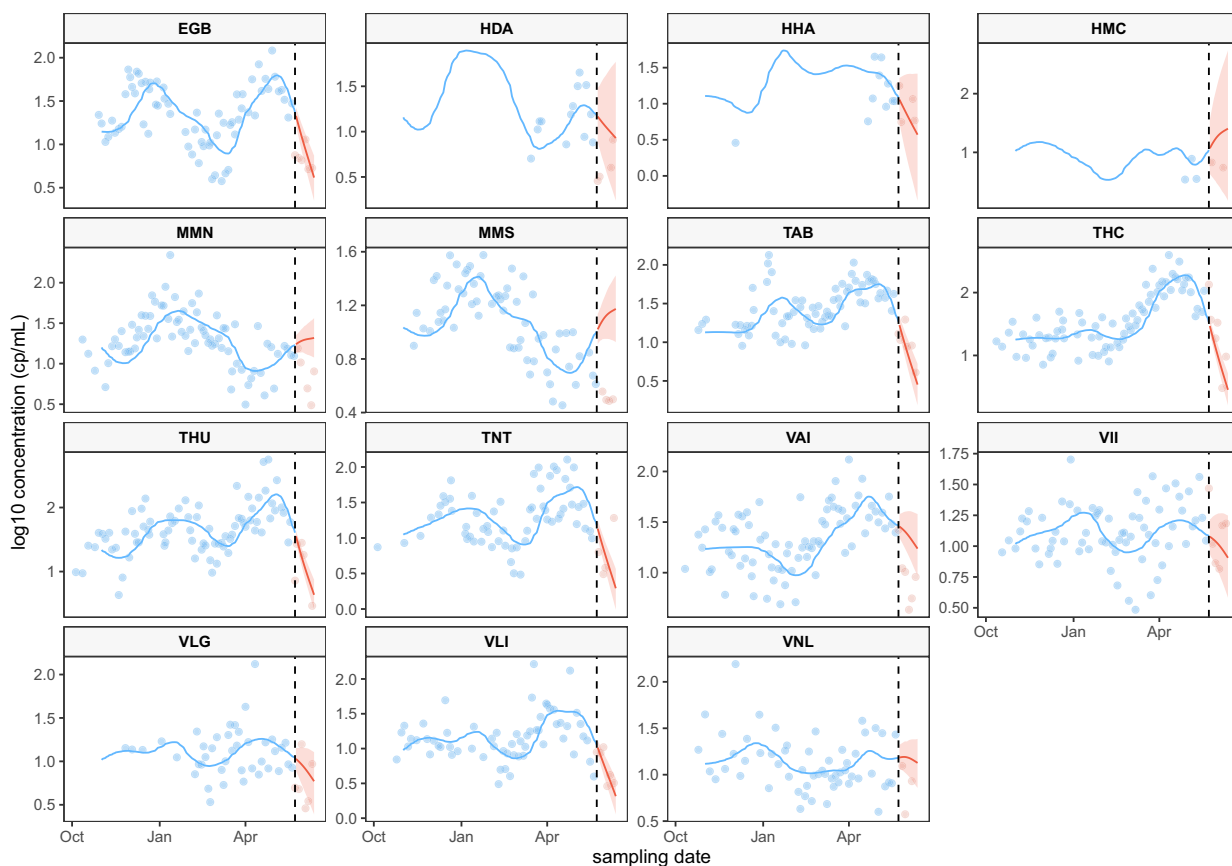 EGB
HDA
HHA
HMC
2.0
1.5
1.0
0.5
1.5
1.0
0.5
1.5
1.0
0.5
0.0
2
1
MMN
MMS
TAB
THC
2.0
1.5
1.0
0.5
1.6
1.2
0.8
0.4
2.0
1.5
1.0
0.5
2
1
THU
TNT
VAI
VII
2
1
2.0
1.5
1.0
0.5
0.0
2.0
1.5
1.0
1.75
1.50
1.25
1.00
0.75
0.50
Oct
Jan
Apr
VLG
VLI
VNL
2.0
1.5
1.0
0.5
2.0
1.5
1.0
0.5
0.0
2.0
1.5
1.0
0.5
Oct
Jan
Apr
Oct
Jan
Apr
Oct
Jan
Apr
log10 concentration (cp/mL)
sampling date